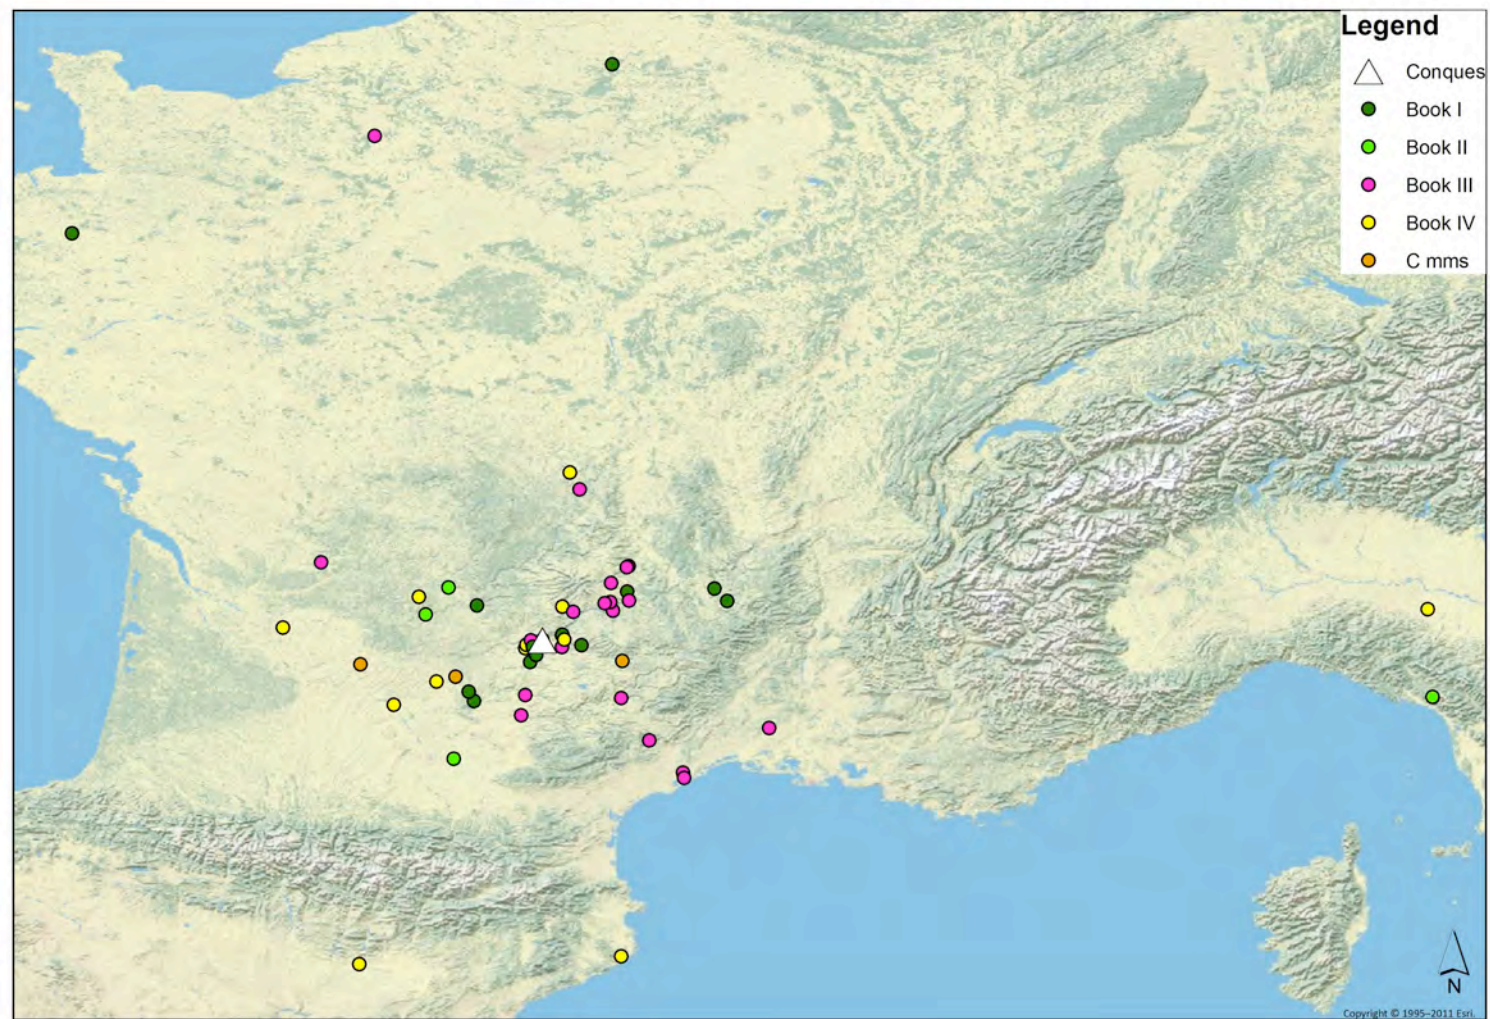 Legend
Conques
Book I
Book II
Book III
Book IV
C mms
N
Copyright © 1995–2011 Esri.